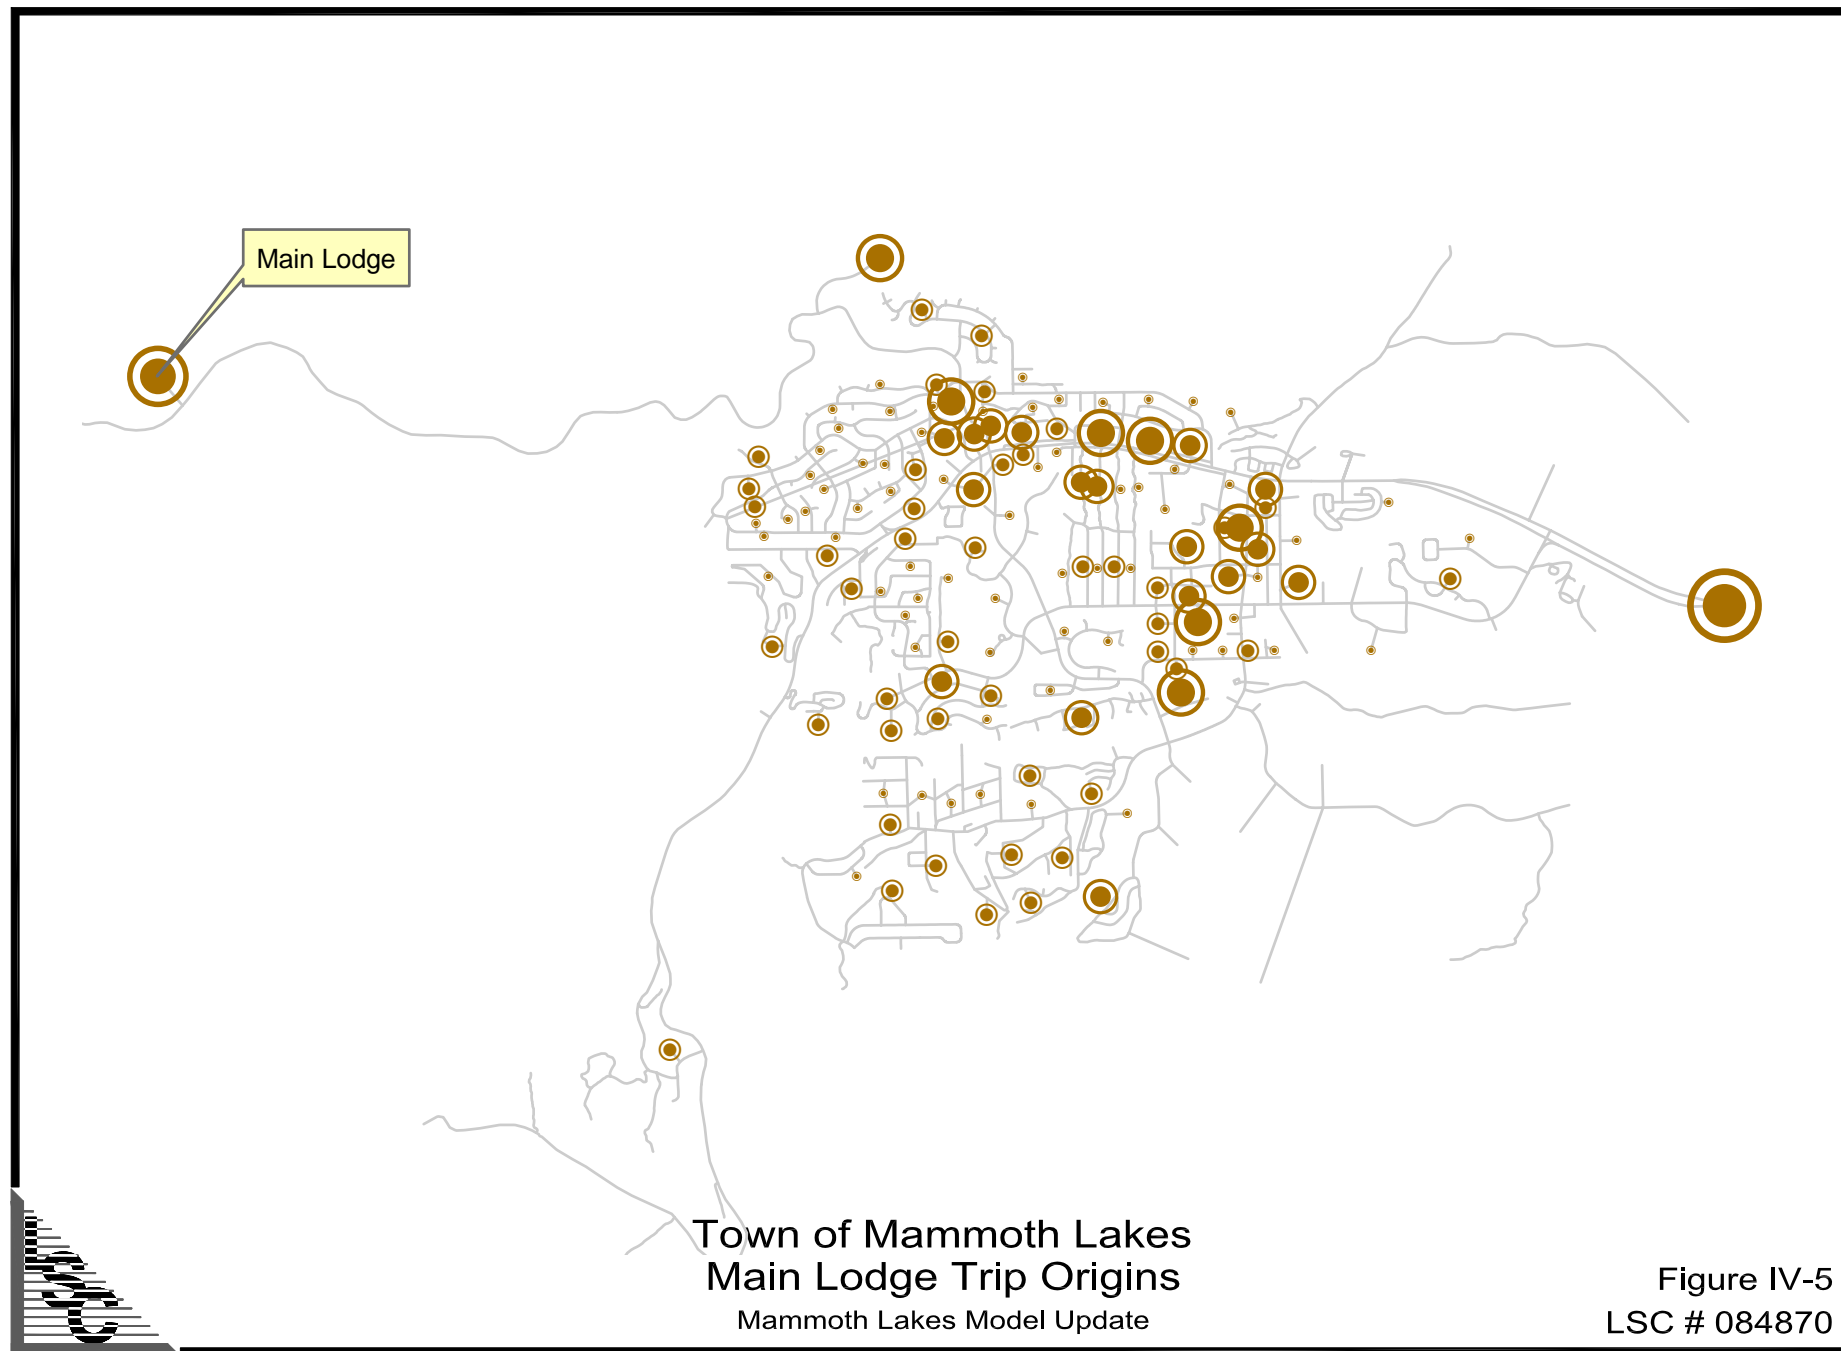 Main Lodge
Town of Mammoth Lakes
Main Lodge Trip Origins
Mammoth Lakes Model Update
Figure IV-5
LSC # 084870
LSC